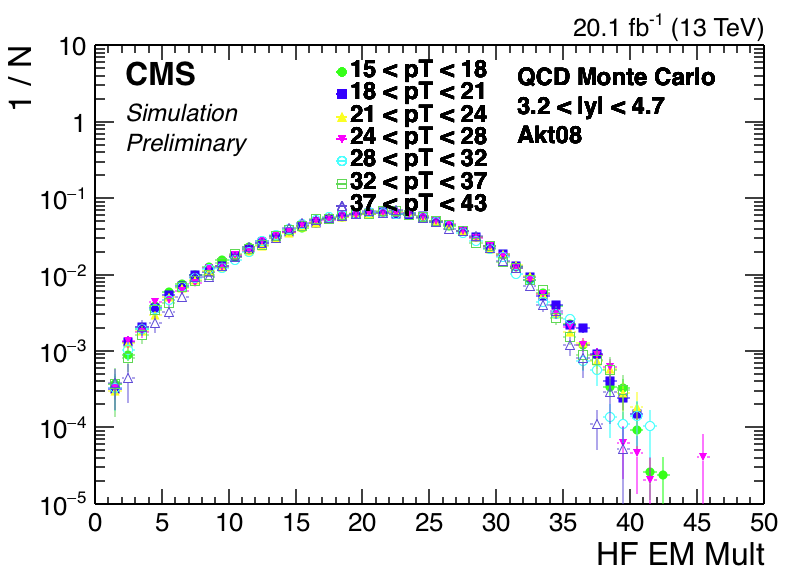 20.1 fb⁻¹ (13 TeV)
1 / N
10
1
10⁻¹
10⁻²
10⁻³
10⁻⁴
10⁻⁵
CMS
Simulation
Preliminary
15 < pT < 18
18 < pT < 21
21 < pT < 24
24 < pT < 28
28 < pT < 32
32 < pT < 37
37 < pT < 43
QCD Monte Carlo
3.2 < |y| < 4.7
Akt08
0 5 10 15 20 25 30 35 40 45 50
HF EM Mult